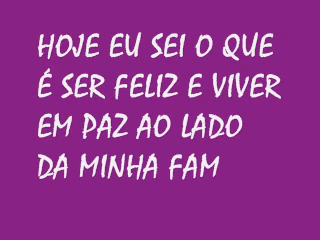 HOJE EU SEI O QUE
É SER FELIZ E VIVER
EM PAZ AO LADO
DA MINHA FAM